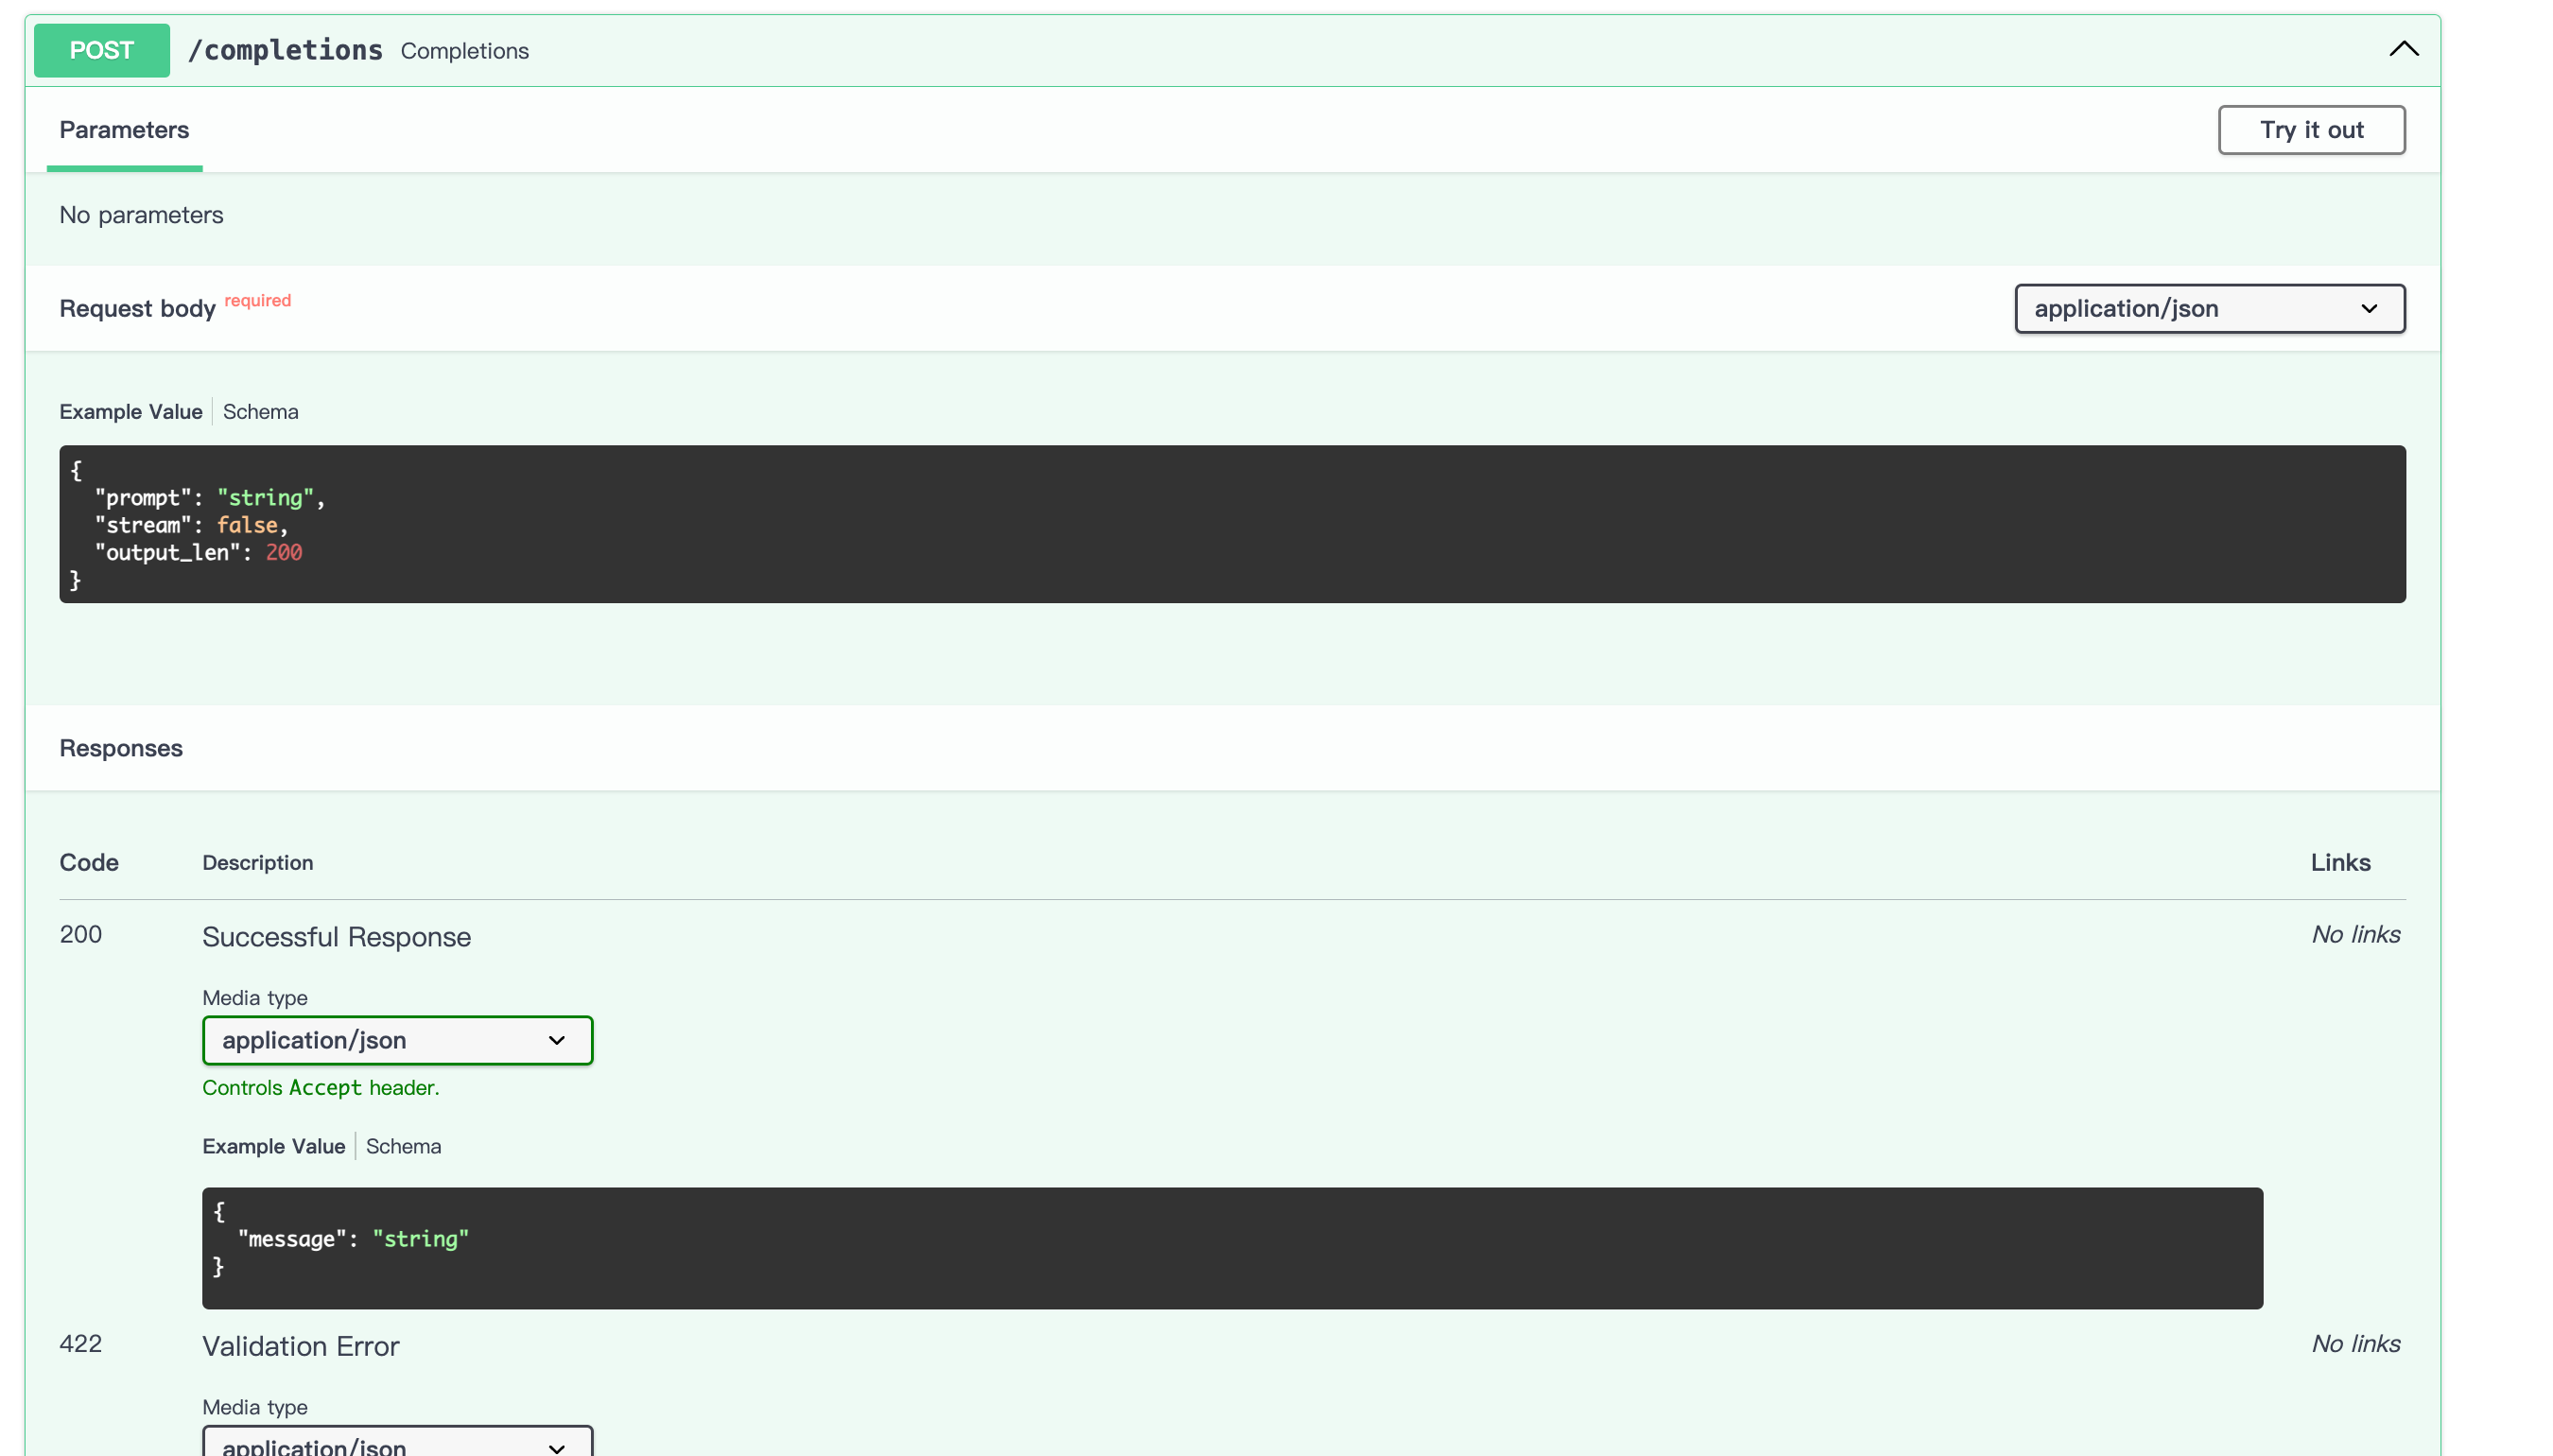 POST /completions Completions
Parameters
Try it out
No parameters
Request body required
application/json
Example Value Schema
{
  "prompt": "string",
  "stream": false,
  "output_len": 200
}
Responses
Code Description Links
200 Successful Response No links
Media type
application/json
Controls Accept header.
Example Value Schema
{
  "message": "string"
}
422 Validation Error No links
Media type
application/json